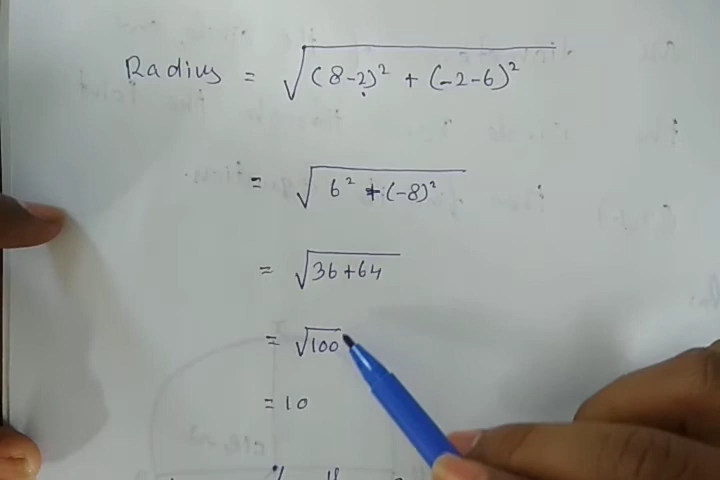 Radius = √(8-2)² + (-2-6)²
= √6² + (-8)²
= √36+64
= √100
= 10